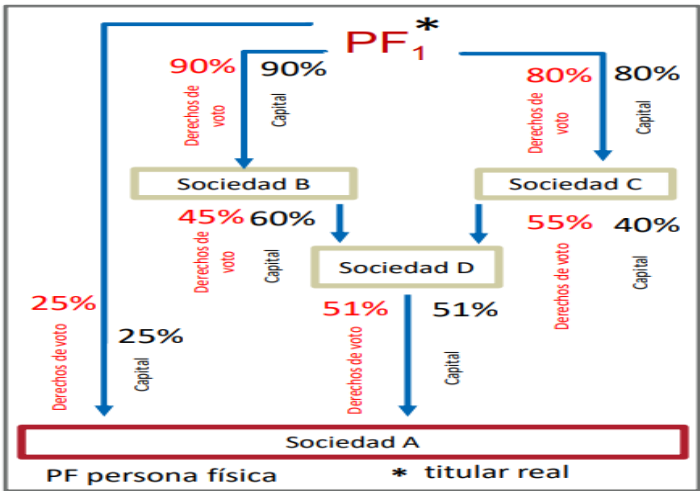 PF1*
90% 90%
Derechos de
voto
Capital
80% 80%
Derechos de
voto
Capital
Sociedad B
Sociedad C
45% 60%
Derechos de
voto
Capital
55% 40%
Derechos de voto
Capital
Sociedad D
25%
Derechos de voto
25%
Capital
51% 51%
Derechos de voto
Capital
Sociedad A
PF persona física * titular real